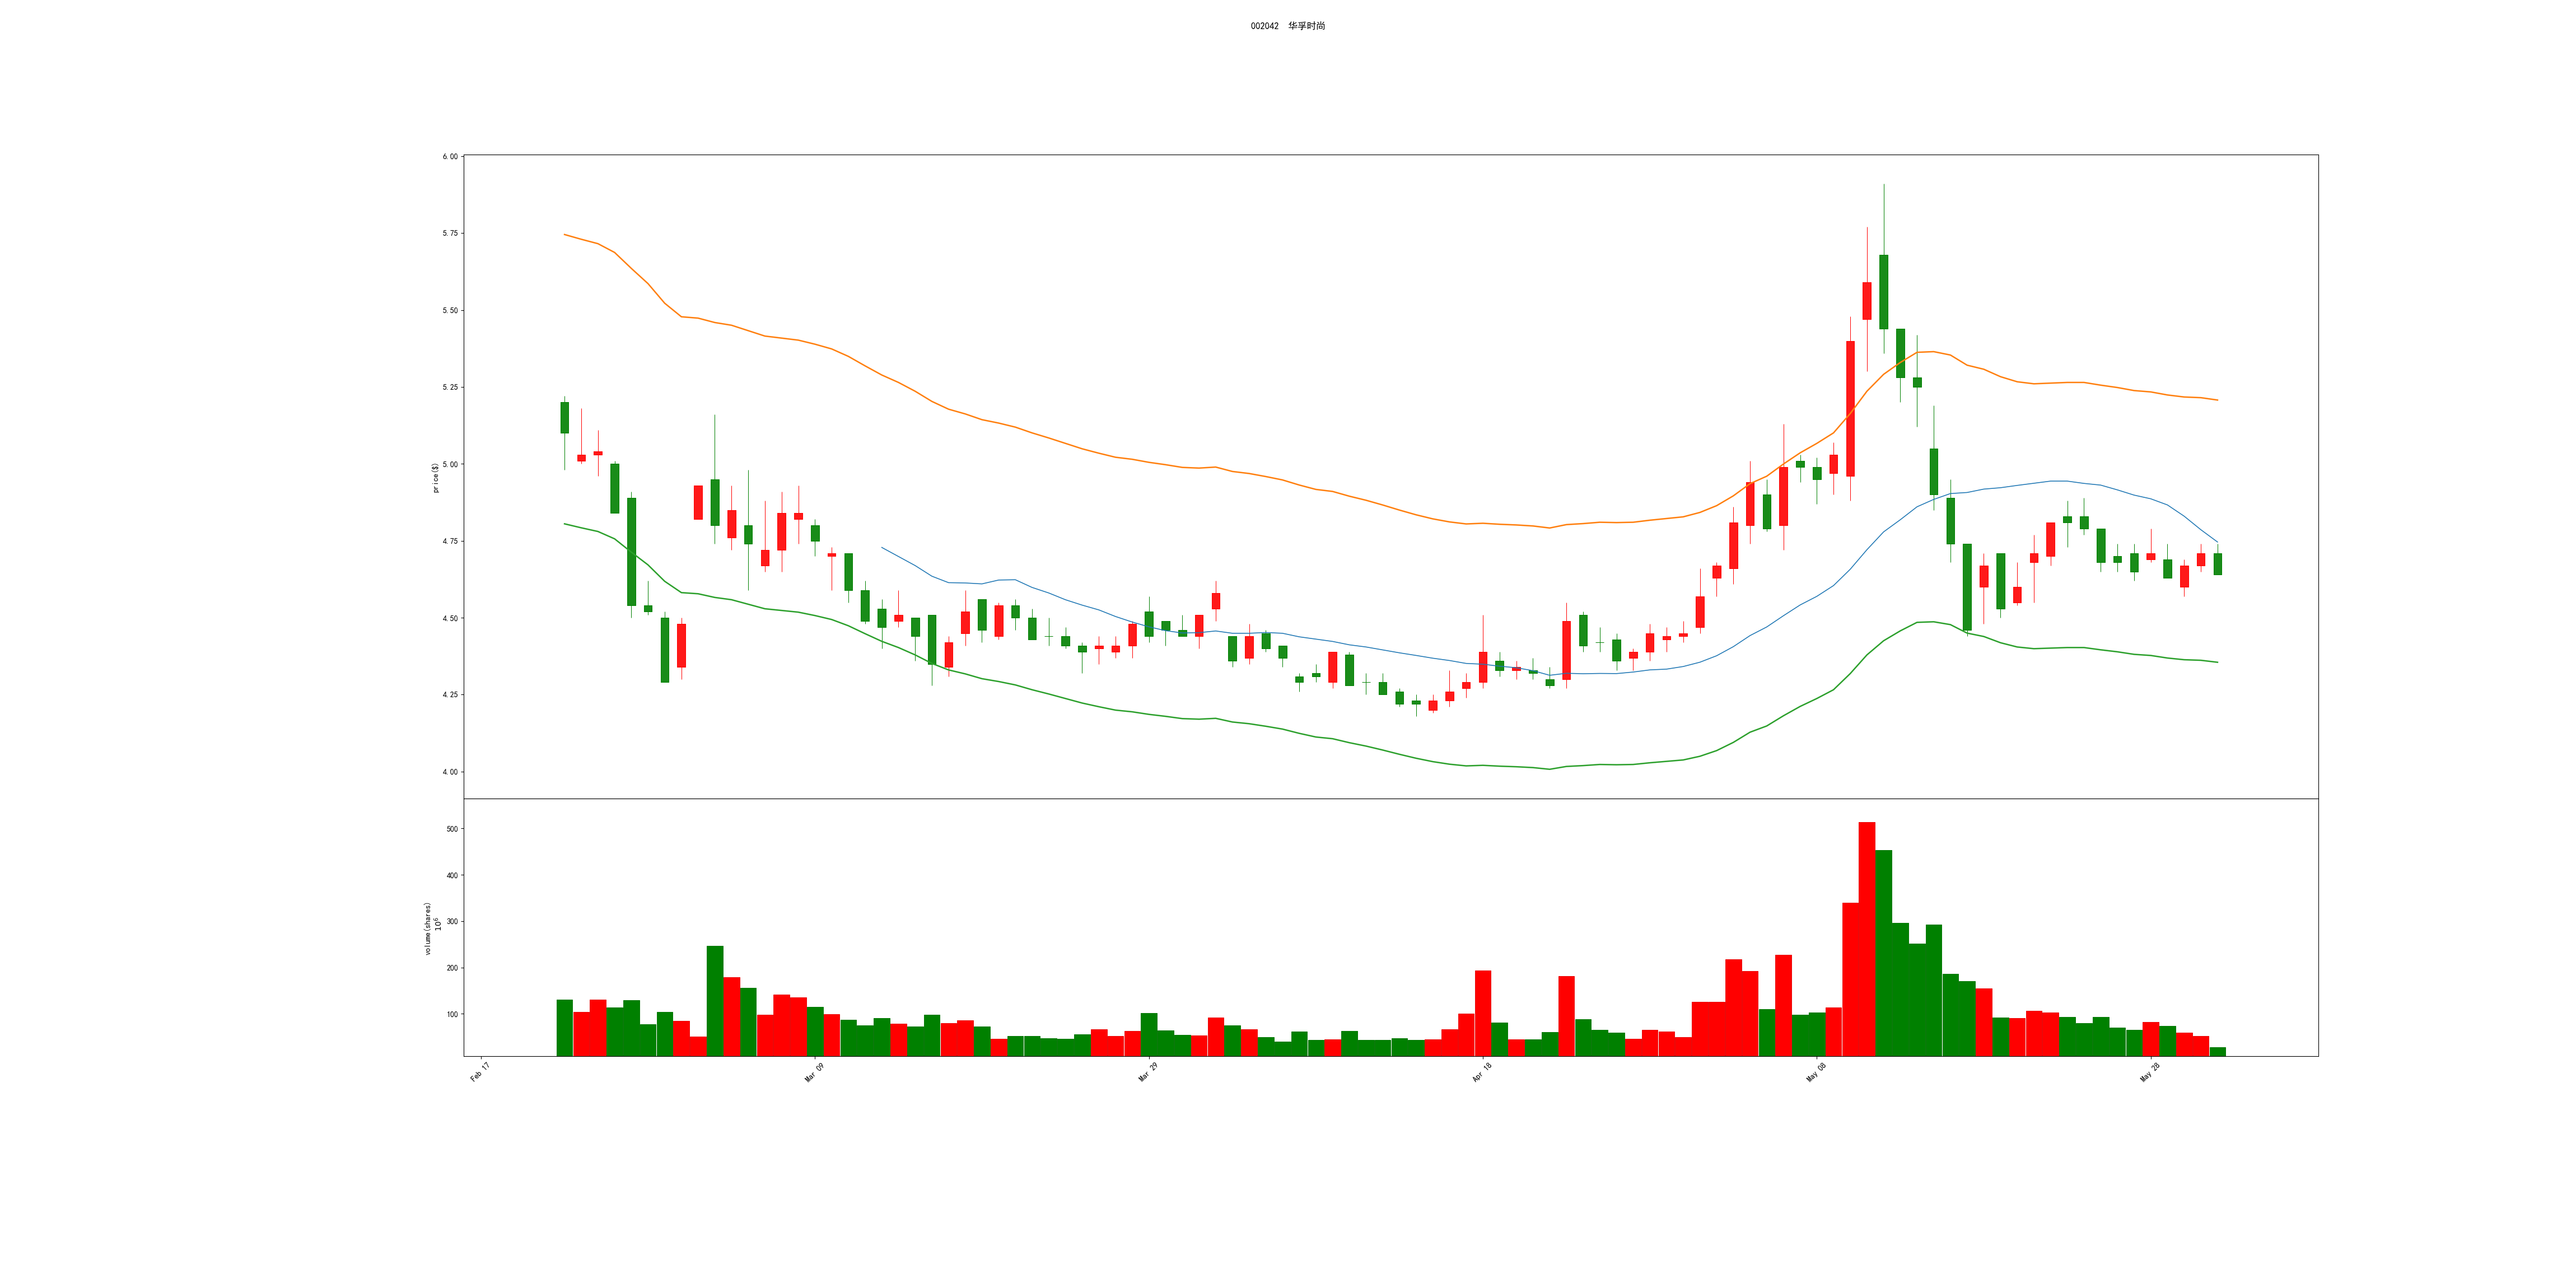 002042 华孚时尚
6.00
5.75
5.50
5.25
5.00
4.75
4.50
4.25
4.00
price($)
500
400
300
200
100
volume(shares)
10^6
Feb 17
Mar 09
Mar 29
Apr 18
May 08
May 28